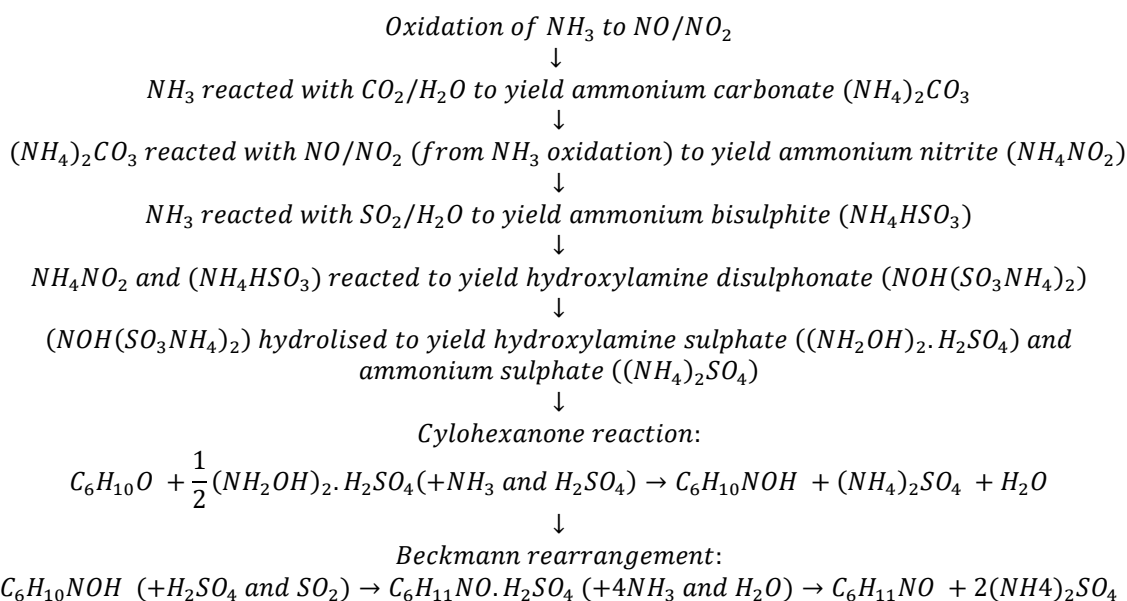 Oxidation of NH₃ to NO/NO₂
↓
NH₃ reacted with CO₂/H₂O to yield ammonium carbonate (NH₄)₂CO₃
↓
(NH₄)₂CO₃ reacted with NO/NO₂ (from NH₃ oxidation) to yield ammonium nitrite (NH₄NO₂)
↓
NH₃ reacted with SO₂/H₂O to yield ammonium bisulphite (NH₄HSO₃)
↓
NH₄NO₂ and (NH₄HSO₃) reacted to yield hydroxylamine disulphonate (NOH(SO₃NH₄)₂)
↓
(NOH(SO₃NH₄)₂) hydrolised to yield hydroxylamine sulphate ((NH₂OH)₂.H₂SO₄) and
ammonium sulphate ((NH₄)₂SO₄)
↓
Cylohexanone reaction:
C₆H₁₀O + 1/2 (NH₂OH)₂.H₂SO₄(+NH₃ and H₂SO₄) → C₆H₁₀NOH + (NH₄)₂SO₄ + H₂O
↓
Beckmann rearrangement:
C₆H₁₀NOH (+H₂SO₄ and SO₂) → C₆H₁₁NO.H₂SO₄ (+4NH₃ and H₂O) → C₆H₁₁NO + 2(NH4)₂SO₄